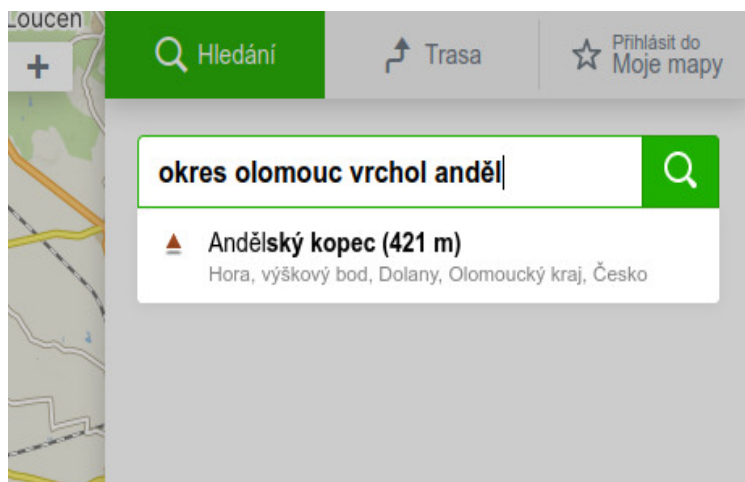 Loucen
+
Hledání
Trasa
Přihlásit do
Moje mapy
okres olomouc vrchol anděl
Andělský kopec (421 m)
Hora, výškový bod, Dolany, Olomoucký kraj, Česko